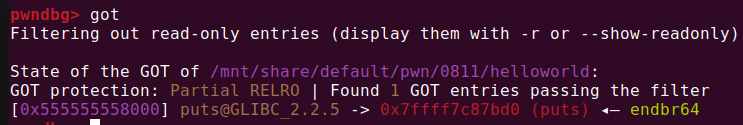 pwndbg> got
Filtering out read-only entries (display them with -r or --show-readonly)
State of the GOT of /mnt/share/default/pwn/0811/helloworld:
GOT protection: Partial RELRO | Found 1 GOT entries passing the filter
[0x555555558000] puts@GLIBC_2.2.5 -> 0x7ffff7c87bd0 (puts) ◂— endbr64